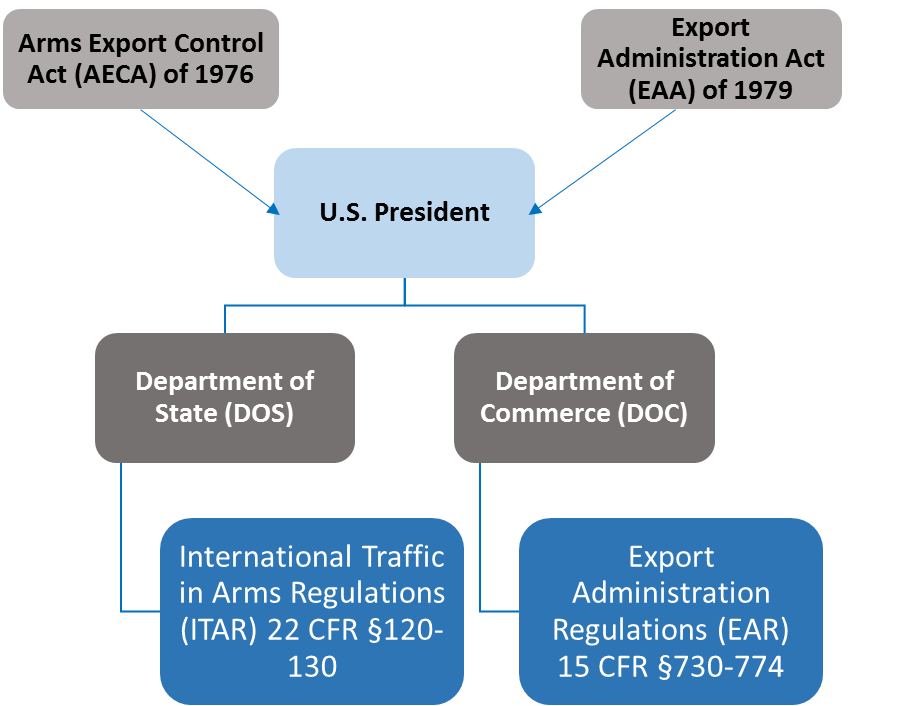 Arms Export Control
Act (AECA) of 1976
Export
Administration Act
(EAA) of 1979
U.S. President
Department of
State (DOS)
Department of
Commerce (DOC)
International Traffic
in Arms Regulations
(ITAR) 22 CFR §120-
130
Export
Administration
Regulations (EAR)
15 CFR §730-774